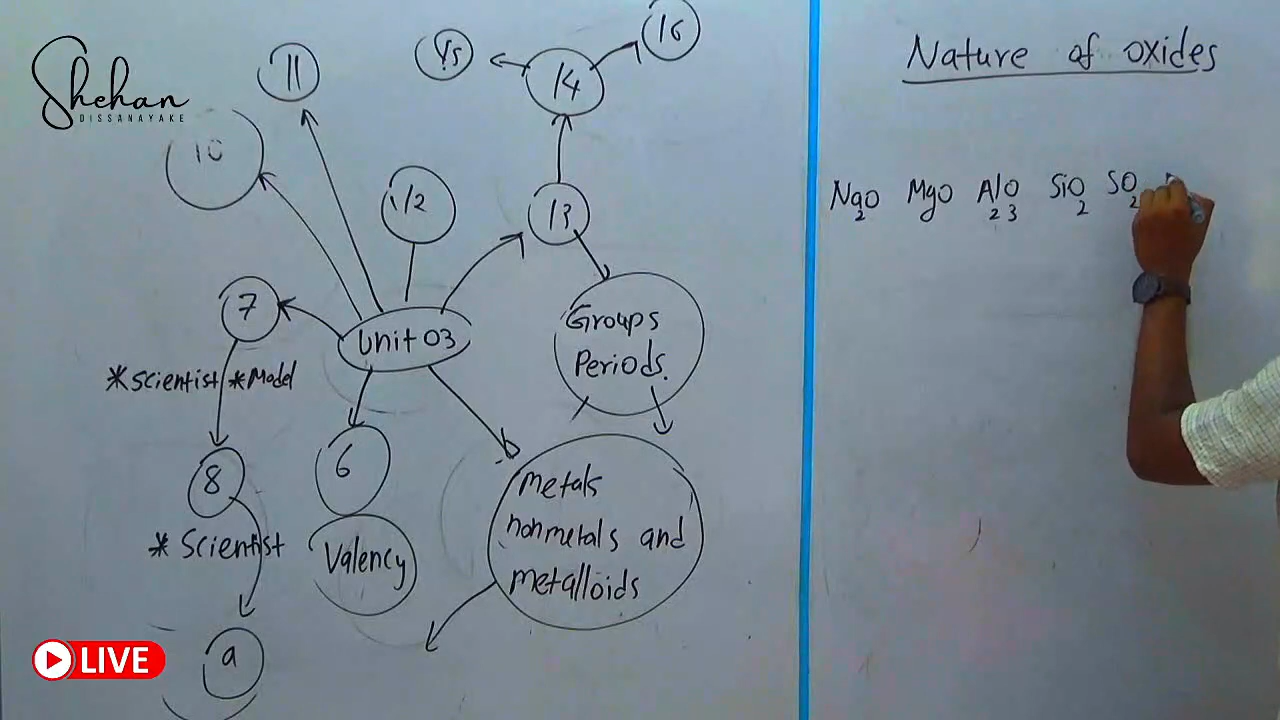 Shehan
DISSANAYAKE
11
10
1/2
15
14
16
13
7
Unit 03
Groups
Periods.
*Scientist *Model
8
6
* Scientist
Valency
Metals
nonmetals and
metalloids
a
LIVE
Nature of oxides
Na2O MgO Al2O3 SiO2 SO2